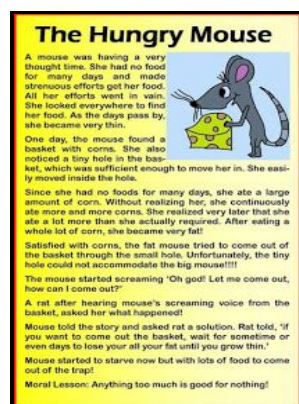 The Hungry Mouse
A mouse was having a very
thought time. She had no food
for many days and made
strenuous efforts get her food.
All her efforts went in vain.
She looked everywhere to find
her food. As the days pass by,
she became very thin.
One day, the mouse found a
basket with corns. She also
noticed a tiny hole in the bas-
ket, which was sufficient enough to move her in. She easi-
ly moved inside the hole.
Since she had no foods for many days, she ate a large
amount of corn. Without realizing her, she continuously
ate more and more corns. She realized very later that she
ate a lot more than she actually required. After eating a
whole lot of corn, she became very fat!
Satisfied with corns, the fat mouse tried to come out of
the basket through the small hole. Unfortunately, the tiny
hole could not accommodate the big mouse!!!!
The mouse started screaming 'Oh god! Let me come out,
how can I come out?'
A rat after hearing mouse's screaming voice from the
basket, asked her what happened!
Mouse told the story and asked rat a solution. Rat told, 'if
you want to come out the basket, wait for sometime or
even days to lose your all your fat until you grow thin.'
Mouse started to starve now but with lots of food to come
out of the trap!
Moral Lesson: Anything too much is good for nothing!